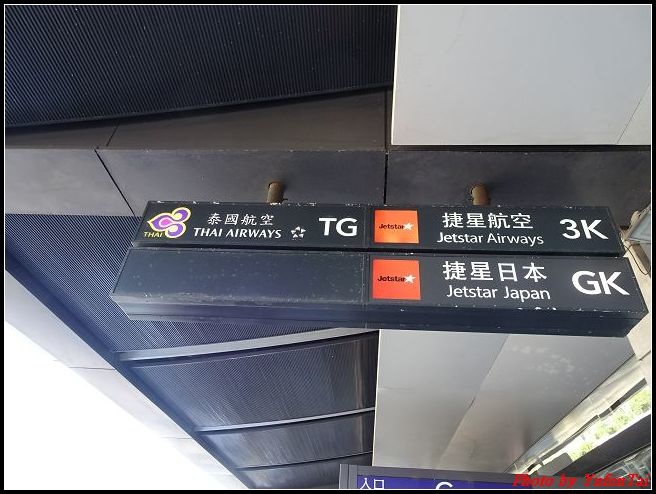 泰國航空
THAI
THAI AIRWAYS
TG
Jetstar
捷星航空
Jetstar Airways
3K
Jetstar
捷星日本
Jetstar Japan
GK
入口
Photo by